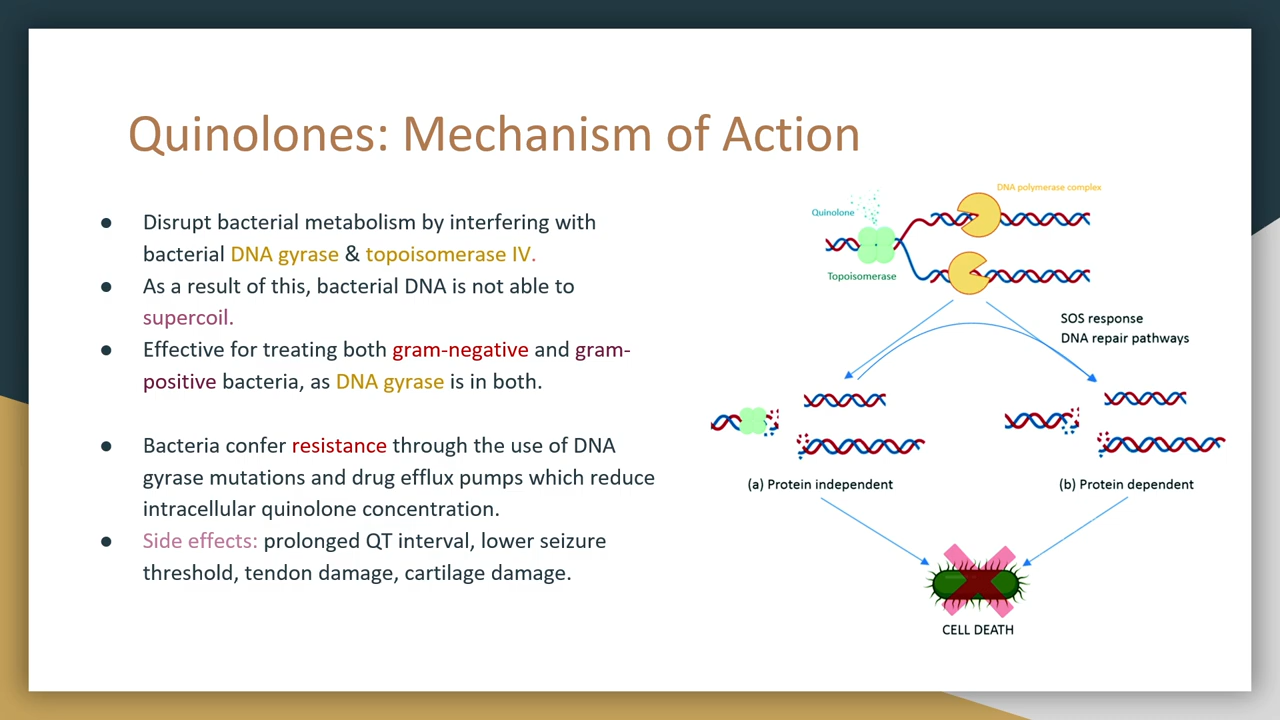 Quinolones: Mechanism of Action
● Disrupt bacterial metabolism by interfering with
bacterial DNA gyrase & topoisomerase IV.
● As a result of this, bacterial DNA is not able to
supercoil.
● Effective for treating both gram-negative and gram-
positive bacteria, as DNA gyrase is in both.
● Bacteria confer resistance through the use of DNA
gyrase mutations and drug efflux pumps which reduce
intracellular quinolone concentration.
● Side effects: prolonged QT interval, lower seizure
threshold, tendon damage, cartilage damage.
DNA polymerase complex
Quinolone
Topoisomerase
SOS response
DNA repair pathways
(a) Protein independent
(b) Protein dependent
CELL DEATH